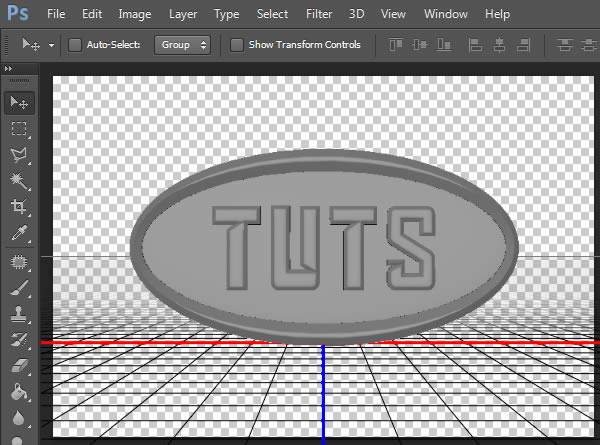 Ps File Edit Image Layer Type Select Filter 3D View Window Help
Auto-Select: Group Show Transform Controls
TUTS